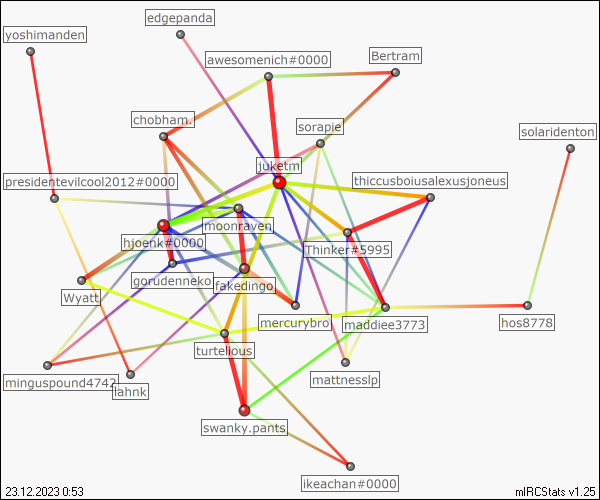 edgepanda
yoshimanden
awesomenich#0000
Bertram
chobham.
sorapie
solaridenton
juketm
presidentevilcool2012#0000
thiccusboiusalexusjoneus
moonraven
hjoenk#0000
Thinker#5995
gorudenneko
fakedingo
Wyatt
mercurybro
maddiee3773
hos8778
turtelious
minguspound4742
mattnesslp
iahnk
swanky.pants
ikeachan#0000
23.12.2023 0:53
mIRCStats v1.25